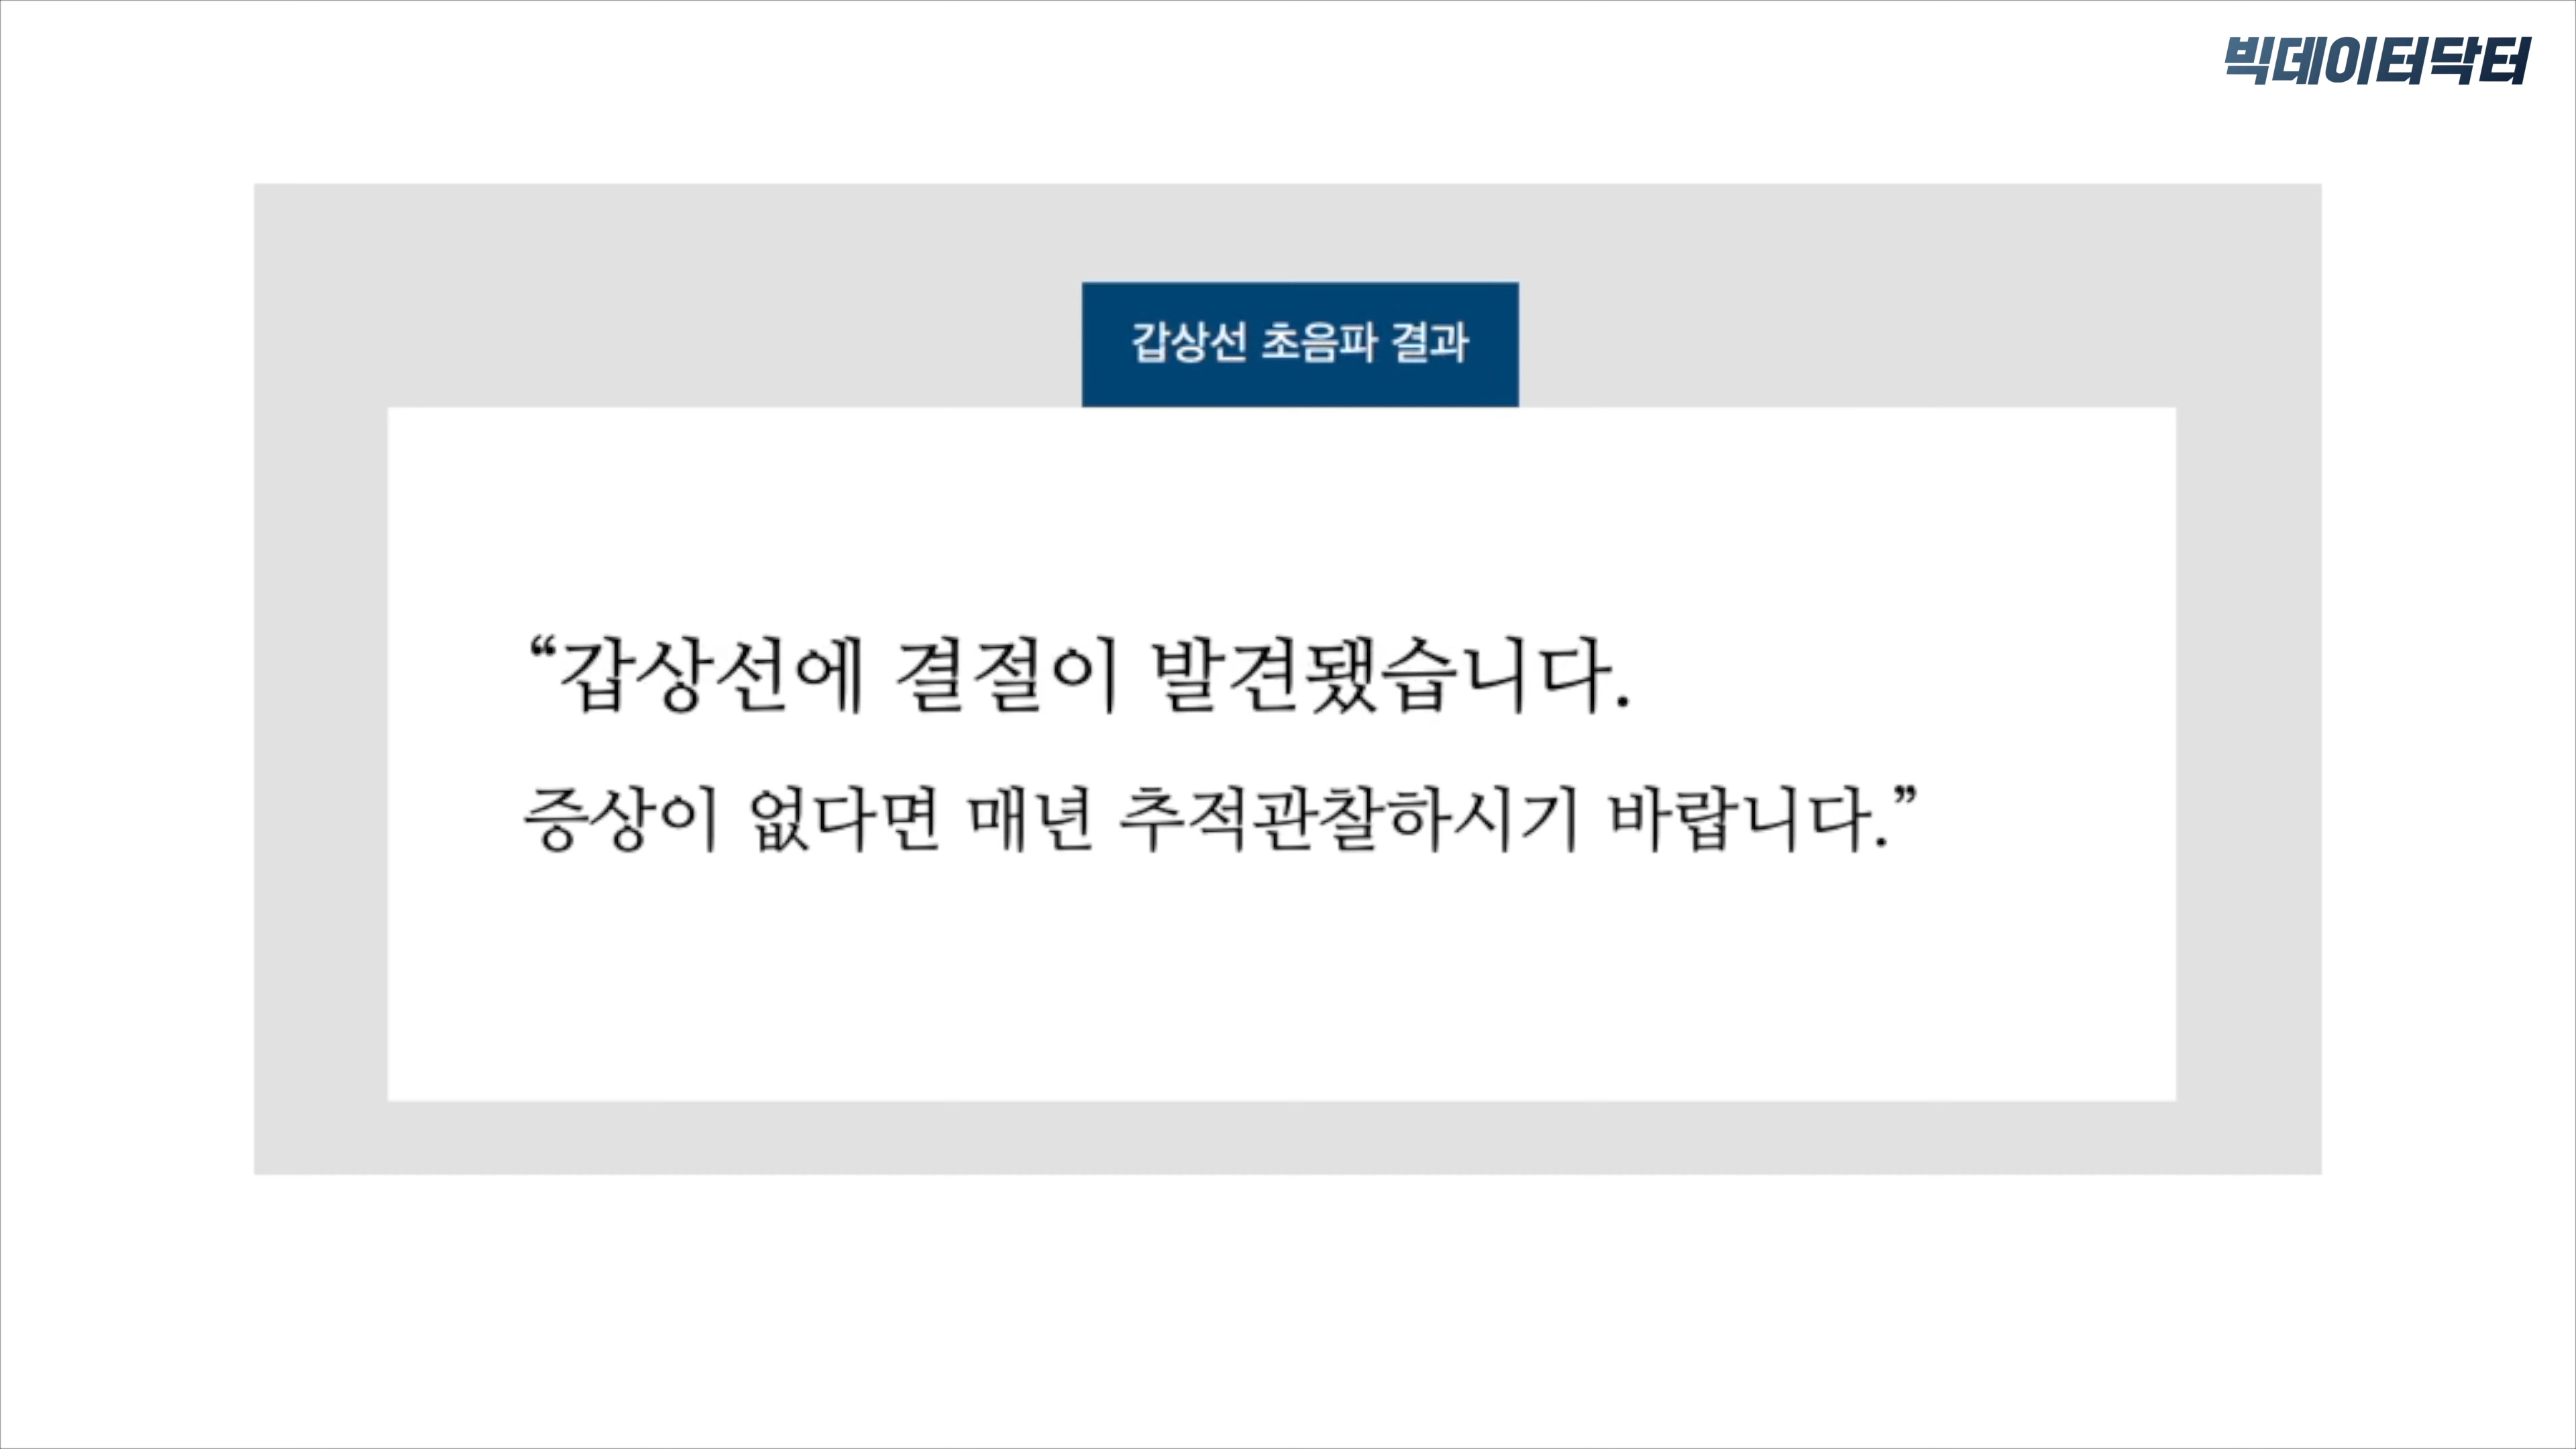 빅데이터닥터
갑상선 초음파 결과
“갑상선에 결절이 발견됐습니다.
증상이 없다면 매년 추적관찰하시기 바랍니다.”